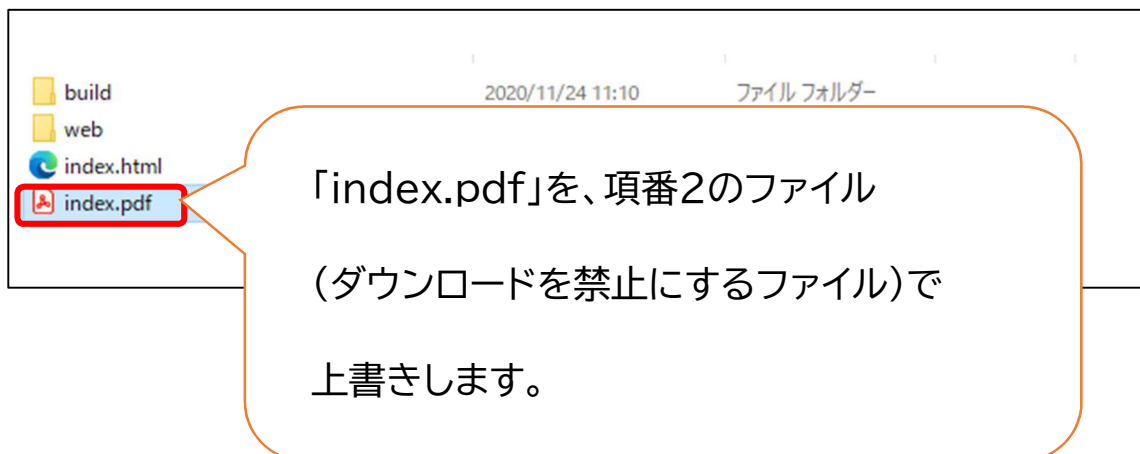 build 2020/11/24 11:10 ファイル フォルダー
web
index.html
index.pdf
「index.pdf」を、項番2のファイル
(ダウンロードを禁止にするファイル)で
上書きします。